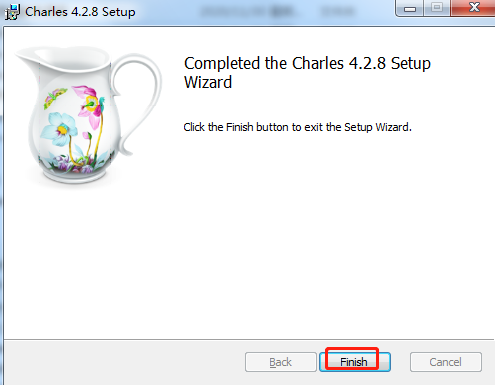 Charles 4.2.8 Setup
Completed the Charles 4.2.8 Setup
Wizard
Click the Finish button to exit the Setup Wizard.
Back
Finish
Cancel